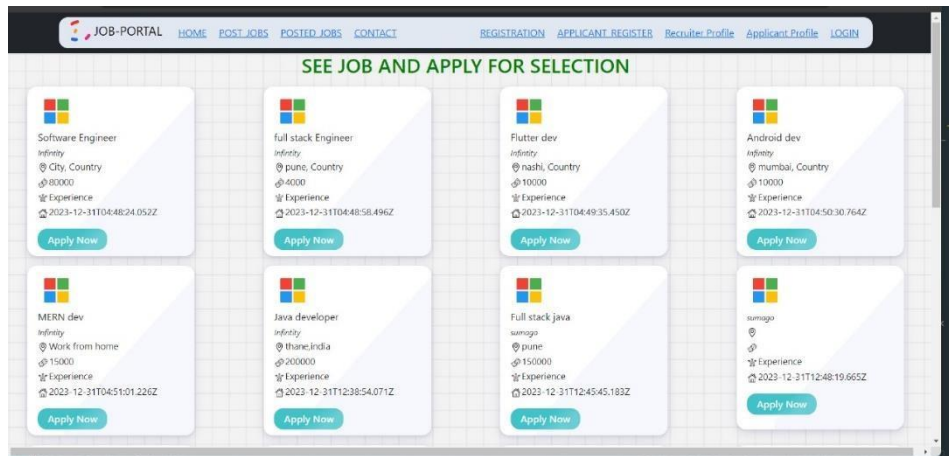 JOB-PORTAL HOME POST JOBS POSTED JOBS CONTACT REGISTRATION APPLICANT REGISTER Recruiter Profile Applicant Profile LOGIN
SEE JOB AND APPLY FOR SELECTION
Software Engineer
Infintity
City, Country
80000
Experience
2023-12-31T04:48:24.052Z
Apply Now
full stack Engineer
Infintity
pune, Country
4000
Experience
2023-12-31T04:48:58.496Z
Apply Now
Flutter dev
Infintity
nashi, Country
10000
Experience
2023-12-31T04:49:35.450Z
Apply Now
Android dev
Infintity
mumbai, Country
10000
Experience
2023-12-31T04:50:30.764Z
Apply Now
MERN dev
Infintity
Work from home
15000
Experience
2023-12-31T04:51:01.226Z
Apply Now
Java developer
Infintity
thane,india
200000
Experience
2023-12-31T12:38:54.071Z
Apply Now
Full stack java
sumago
pune
150000
Experience
2023-12-31T12:45:45.183Z
Apply Now
sumago
Experience
2023-12-31T12:48:19.665Z
Apply Now